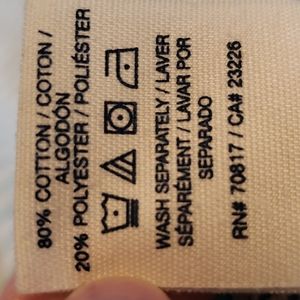 80% COTTON / COTON /
ALGODÓN
20% POLYESTER / POLIÉSTER
WASH SEPARATELY / LAVER
SÉPARÉMENT / LAVAR POR
SEPARADO
RN# 70817 / CA# 23226